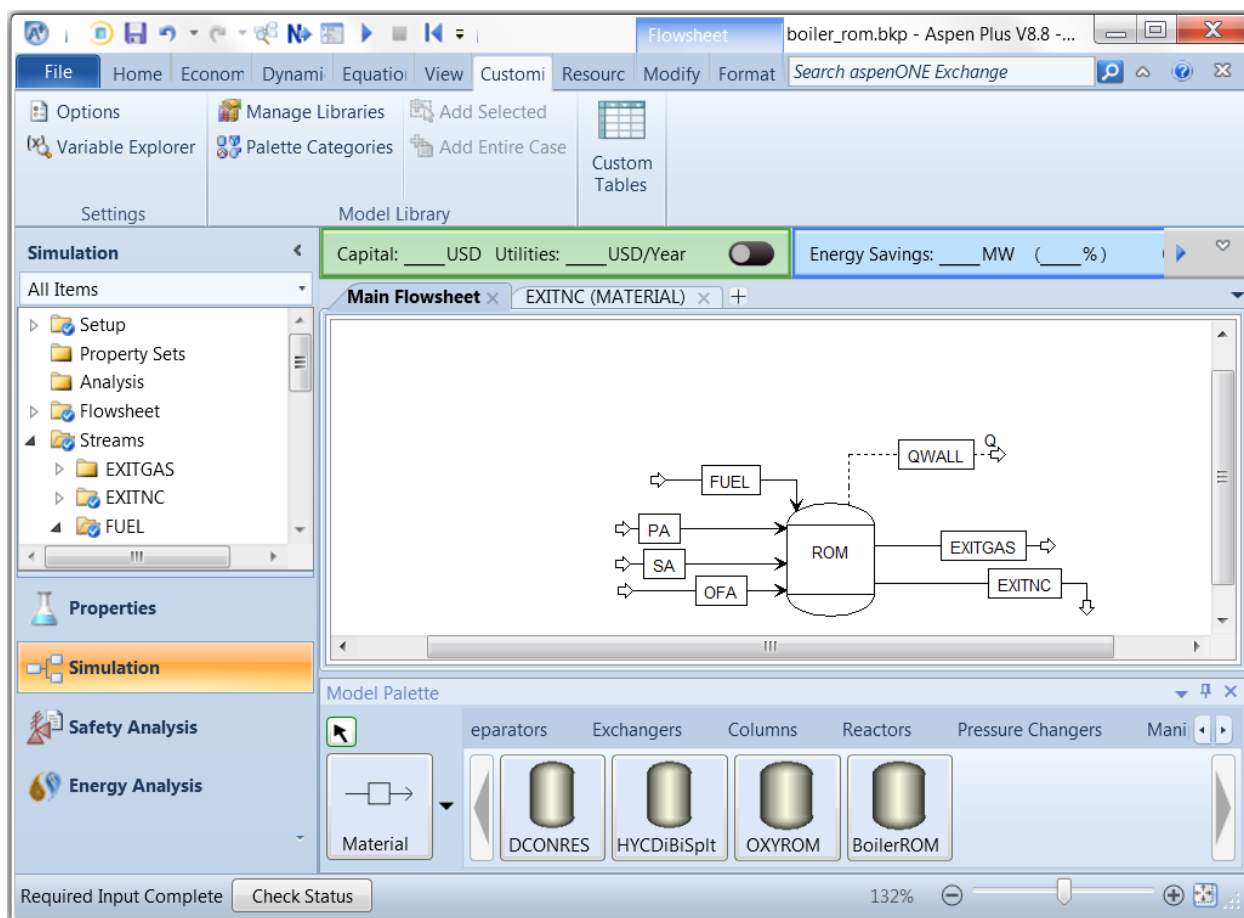 Flowsheet boiler_rom.bkp - Aspen Plus V8.8 -...
File Home Econom Dynami Equatio View Customi Resourc Modify Format Search aspenONE Exchange
Options Manage Libraries Add Selected
Variable Explorer Palette Categories Add Entire Case Custom Tables
Settings Model Library
Simulation
Capital: ____USD Utilities: ____USD/Year Energy Savings: ____MW (____%)
All Items
Main Flowsheet EXITNC (MATERIAL)
Setup
Property Sets
Analysis
Flowsheet
Streams
EXITGAS
EXITNC
FUEL
Q
QWALL
FUEL
PA
ROM
EXITGAS
SA
EXITNC
OFA
Properties
Simulation
Safety Analysis
Energy Analysis
Model Palette
eparators Exchangers Columns Reactors Pressure Changers Mani
Material DCONRES HYCDiBiSplt OXYROM BoilerROM
Required Input Complete Check Status 132%